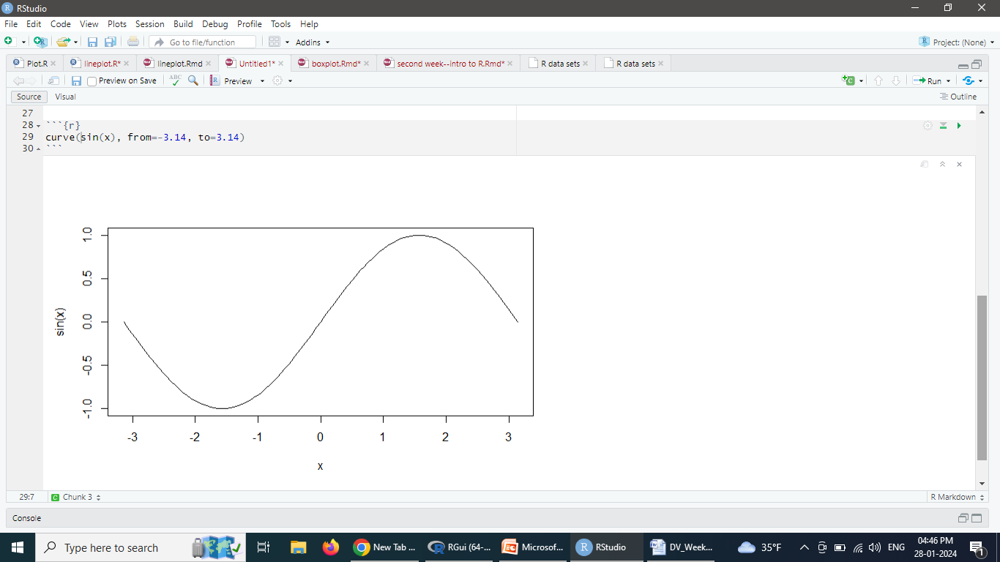 RStudio
File Edit Code View Plots Session Build Debug Profile Tools Help
Go to file/function Addins Project: (None)
Plot.R lineplot.R* lineplot.Rmd Untitled1* boxplot.Rmd* second week--intro to R.Rmd* R data sets R data sets
Preview on Save ABC Preview Run
Source Visual Outline
27
28 ```{r}
29 curve(sin(x), from=-3.14, to=3.14)
30 ```
1.0
0.5
0.0
-0.5
-1.0
sin(x)
-3 -2 -1 0 1 2 3
x
29:7 C Chunk 3 R Markdown
Console
Type here to search New Tab ... RGui (64-... Microsof... RStudio DV_Week... 35°F ENG 04:46 PM
28-01-2024 1